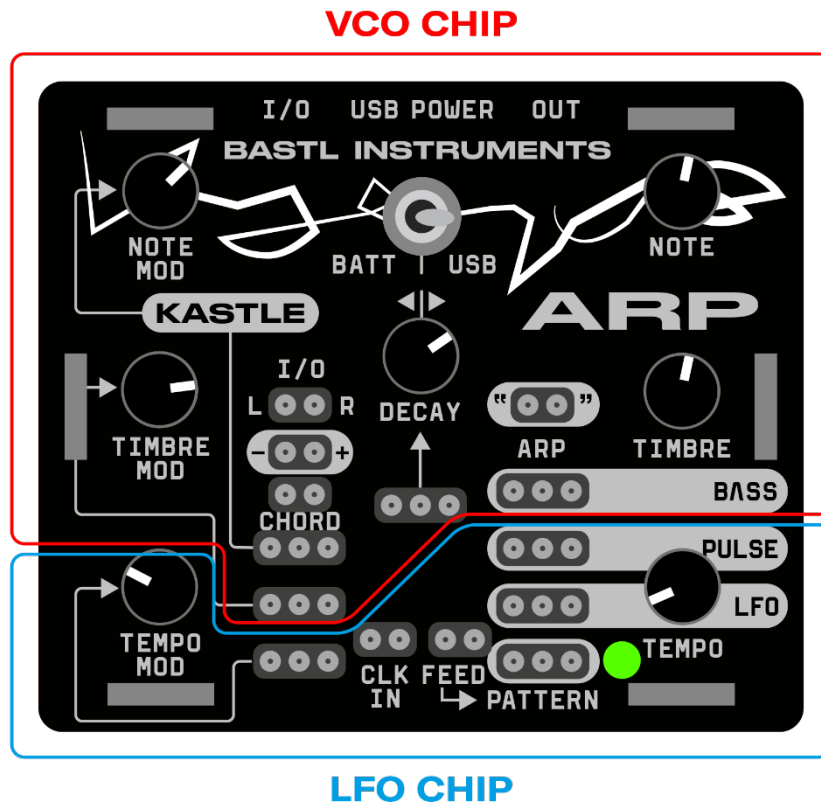 VCO CHIP
I/O USB POWER OUT
BASTL INSTRUMENTS
NOTE
MOD
NOTE
BATT USB
KASTLE
ARP
I/O
L R
DECAY
" "
- +
TIMBRE
MOD
ARP
TIMBRE
BASS
CHORD
PULSE
LFO
TEMPO
MOD
TEMPO
CLK
IN
FEED
PATTERN
LFO CHIP